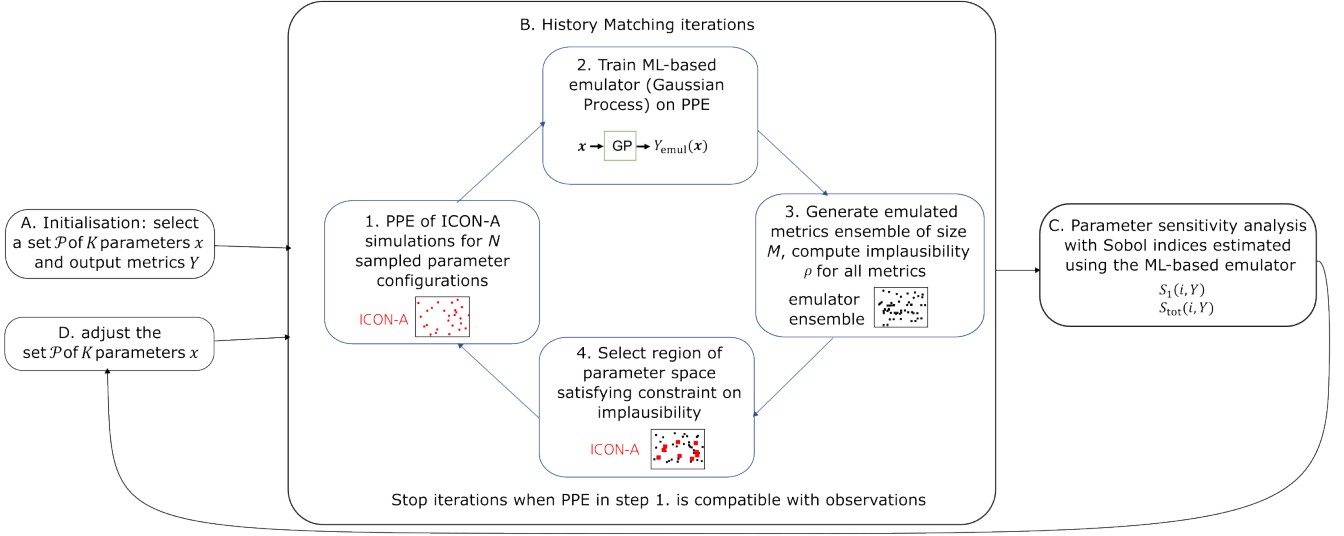 B. History Matching iterations
2. Train ML-based
emulator (Gaussian
Process) on PPE
x GP Y_emul(x)
A. Initialisation: select
a set 𝒫 of K parameters x
and output metrics Y
1. PPE of ICON-A
simulations for N
sampled parameter
configurations
ICON-A
3. Generate emulated
metrics ensemble of size
M, compute implausibility
ρ for all metrics
emulator
ensemble
C. Parameter sensitivity analysis
with Sobol indices estimated
using the ML-based emulator
S_1(i, Y)
S_tot(i, Y)
D. adjust the
set 𝒫 of K parameters x
4. Select region of
parameter space
satisfying constraint on
implausibility
ICON-A
Stop iterations when PPE in step 1. is compatible with observations